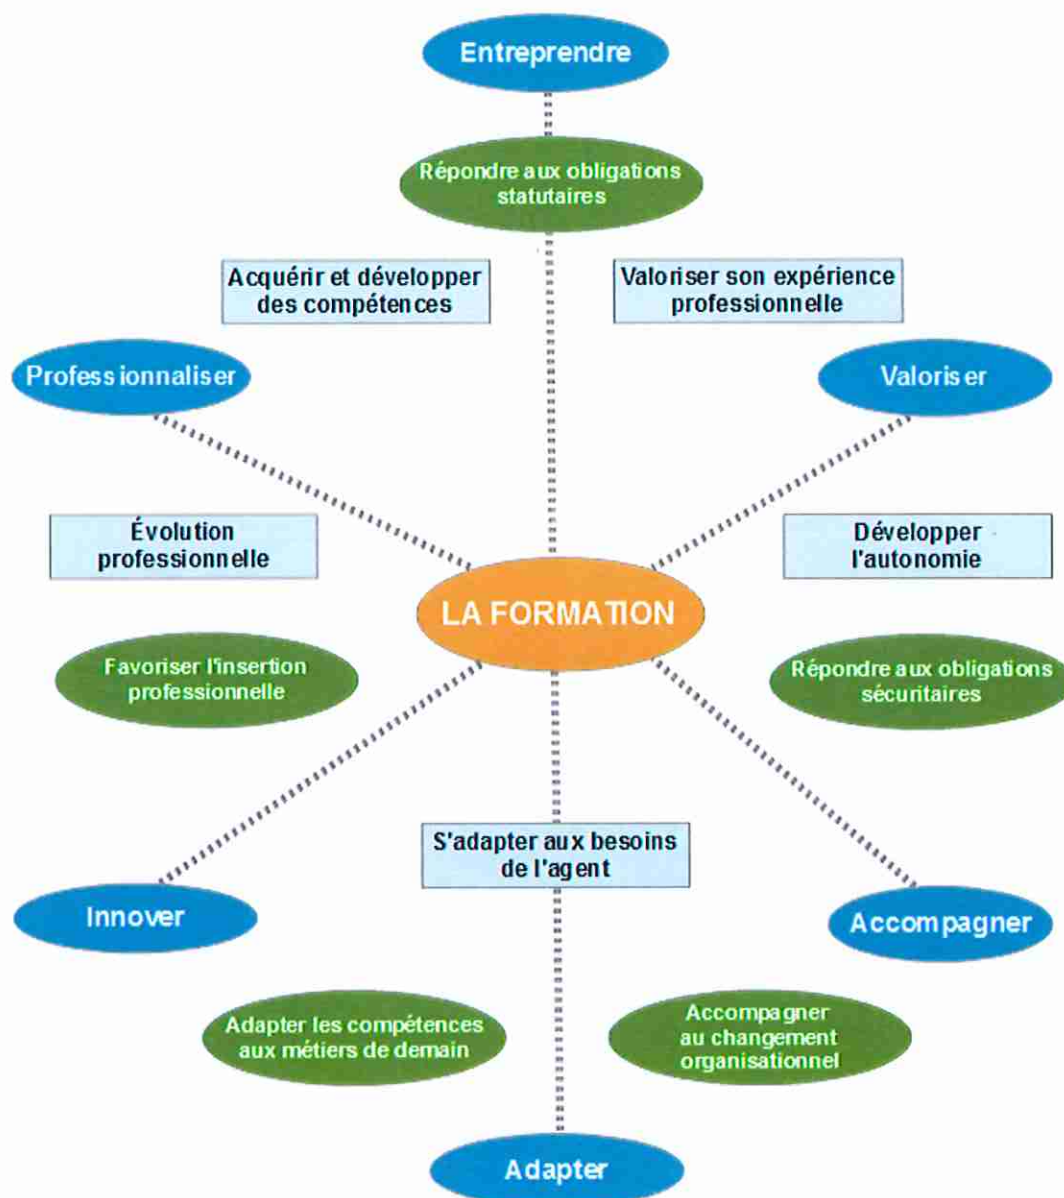 Entreprendre
Répondre aux obligations
statutaires
Acquérir et développer
des compétences
Valoriser son expérience
professionnelle
Professionnaliser
Valoriser
Évolution
professionnelle
Développer
l'autonomie
LA FORMATION
Favoriser l'insertion
professionnelle
Répondre aux obligations
sécuritaires
S'adapter aux besoins
de l'agent
Innover
Accompagner
Adapter les compétences
aux métiers de demain
Accompagner
au changement
organisationnel
Adapter